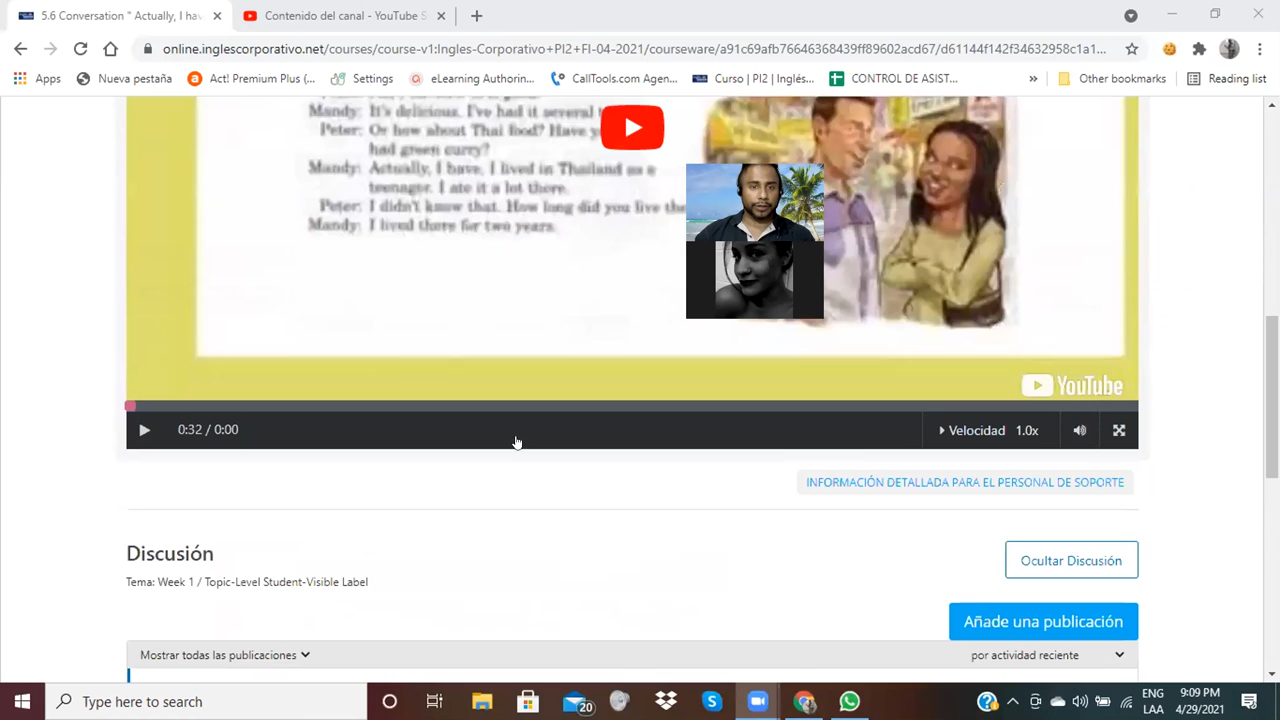 5.6 Conversation " Actually, I hav
Contenido del canal - YouTube S
online.inglescorporativo.net/courses/course-v1:Ingles-Corporativo+PI2+FI-04-2021/courseware/a91c69afb76646368439ff89602acd67/d61144f142f34632958c1a1...
Apps
Nueva pestaña
Act! Premium Plus (...
Settings
eLearning Authorin...
CallTools.com Agen...
Curso | PI2 | Inglés...
CONTROL DE ASIST...
»
Other bookmarks
Reading list
Mandy: It's delicious. I've had it several
Peter: Or how about Thai food? Have
had green curry?
Mandy: Actually, I have. I lived in Thailand as a
teenager. I ate it a lot there.
Peter: I didn't know that. How long did you live
Mandy: I lived there for two years.
YouTube
0:32 / 0:00
Velocidad 1.0x
INFORMACIÓN DETALLADA PARA EL PERSONAL DE SOPORTE
Discusión
Ocultar Discusión
Tema: Week 1 / Topic-Level Student-Visible Label
Añade una publicación
Mostrar todas las publicaciones
por actividad reciente
Type here to search
20
ENG
LAA
9:09 PM
4/29/2021